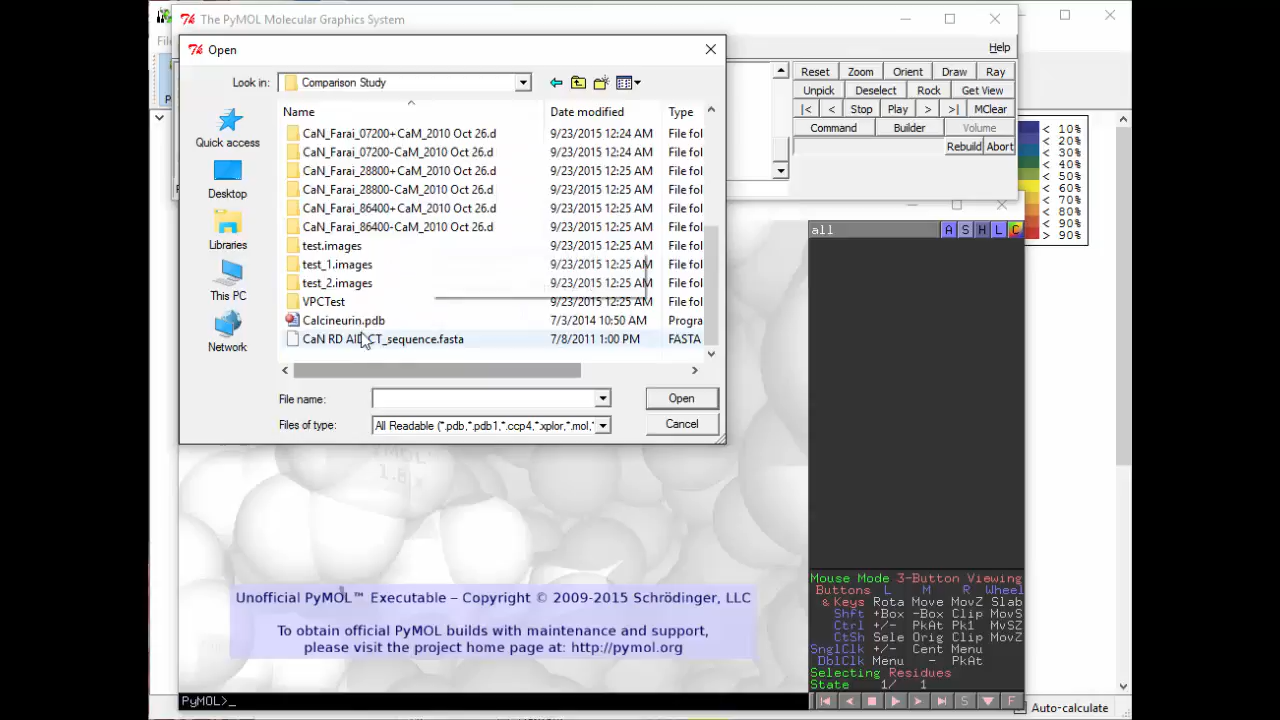 The PyMOL Molecular Graphics System
Open
Help
Look in:
Comparison Study
Reset Zoom Orient Draw Ray
Unpick Deselect Rock Get View
|< < Stop Play > >| MClear
Command Builder Volume
Rebuild Abort
Name Date modified Type
CaN_Farai_07200+CaM_2010 Oct 26.d 9/23/2015 12:24 AM File fol
CaN_Farai_07200-CaM_2010 Oct 26.d 9/23/2015 12:24 AM File fol
CaN_Farai_28800+CaM_2010 Oct 26.d 9/23/2015 12:25 AM File fol
CaN_Farai_28800-CaM_2010 Oct 26.d 9/23/2015 12:25 AM File fol
CaN_Farai_86400+CaM_2010 Oct 26.d 9/23/2015 12:25 AM File fol
CaN_Farai_86400-CaM_2010 Oct 26.d 9/23/2015 12:25 AM File fol
test.images 9/23/2015 12:25 AM File fol
test_1.images 9/23/2015 12:25 AM File fol
test_2.images 9/23/2015 12:25 AM File fol
VPCTest 9/23/2015 12:25 AM File fol
Calcineurin.pdb 7/3/2014 10:50 AM Progra
CaN RD AID CT_sequence.fasta 7/8/2011 1:00 PM FASTA
Quick access
Desktop
Libraries
This PC
Network
File name:
Open
Files of type:
All Readable (*.pdb,*.pdb1,*.ccp4,*.xplor,*.mol,*
Cancel
< 10%
< 20%
< 30%
< 40%
< 50%
< 60%
< 70%
< 80%
< 90%
> 90%
all
A S H L C
1.8
Unofficial PyMOL™ Executable – Copyright © 2009-2015 Schrödinger, LLC
To obtain official PyMOL builds with maintenance and support,
please visit the project home page at: http://pymol.org
Mouse Mode 3-Button Viewing
Buttons L M R Wheel
& Keys Rota Move MovZ Slab
Shft +Box -Box Clip MovS
Ctrl +/- PkAt Pk1 MvSZ
CtSh Sele Orig Clip MovZ
SnglClk +/- Cent Menu
DblClk Menu - PkAt
Selecting Residues
State 1/ 1
S F
PyMOL>_
Auto-calculate